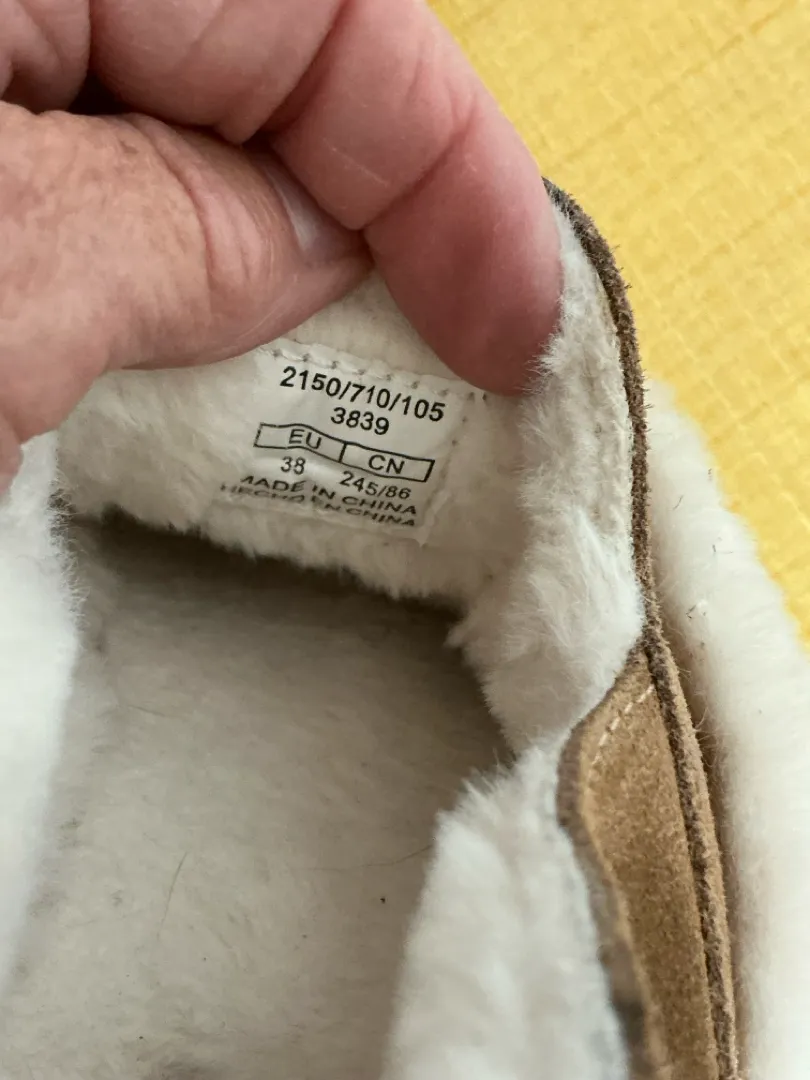 2150/710/105
3839
EU CN
38 245/86
MADE IN CHINA
HECHO EN CHINA